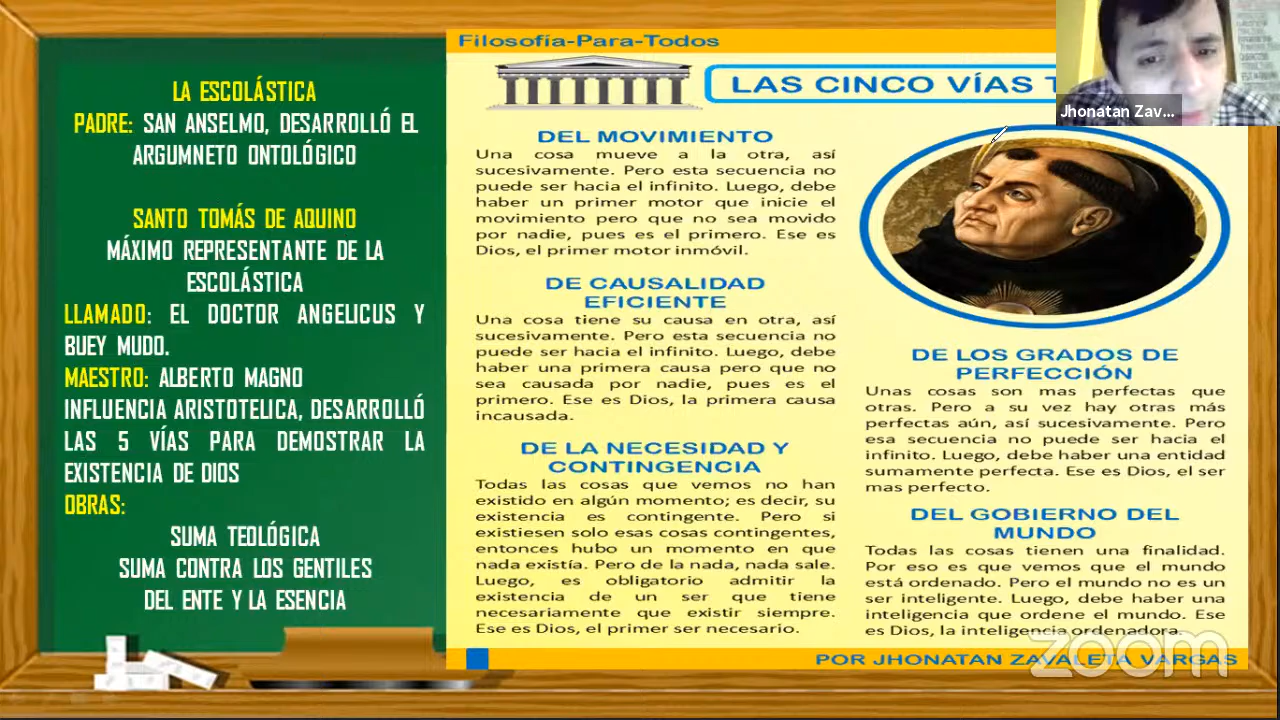 LA ESCOLÁSTICA
PADRE: SAN ANSELMO, DESARROLLÓ EL
ARGUMNETO ONTOLÓGICO
SANTO TOMÁS DE AQUINO
MÁXIMO REPRESENTANTE DE LA
ESCOLÁSTICA
LLAMADO: EL DOCTOR ANGELICUS Y
BUEY MUDO.
MAESTRO: ALBERTO MAGNO
INFLUENCIA ARISTOTELICA, DESARROLLÓ
LAS 5 VÍAS PARA DEMOSTRAR LA
EXISTENCIA DE DIOS
OBRAS:
SUMA TEOLÓGICA
SUMA CONTRA LOS GENTILES
DEL ENTE Y LA ESENCIA
Filosofía-Para-Todos
LAS CINCO VÍAS T
DEL MOVIMIENTO
Una cosa mueve a la otra, así
sucesivamente. Pero esta secuencia no
puede ser hacia el infinito. Luego, debe
haber un primer motor que inicie el
movimiento pero que no sea movido
por nadie, pues es el primero. Ese es
Dios, el primer motor inmóvil.
DE CAUSALIDAD
EFICIENTE
Una cosa tiene su causa en otra, así
sucesivamente. Pero esta secuencia no
puede ser hacia el infinito. Luego, debe
haber una primera causa pero que no
sea causada por nadie, pues es el
primero. Ese es Dios, la primera causa
incausada.
DE LA NECESIDAD Y
CONTINGENCIA
Todas las cosas que vemos no han
existido en algún momento; es decir, su
existencia es contingente. Pero si
existiesen solo esas cosas contingentes,
entonces hubo un momento en que
nada existía. Pero de la nada, nada sale.
Luego, es obligatorio admitir la
existencia de un ser que tiene
necesariamente que existir siempre.
Ese es Dios, el primer ser necesario.
DE LOS GRADOS DE
PERFECCIÓN
Unas cosas son mas perfectas que
otras. Pero a su vez hay otras más
perfectas aún, así sucesivamente. Pero
esa secuencia no puede ser hacia el
infinito. Luego, debe haber una entidad
sumamente perfecta. Ese es Dios, el ser
mas perfecto.
DEL GOBIERNO DEL
MUNDO
Todas las cosas tienen una finalidad.
Por eso es que vemos que el mundo
está ordenado. Pero el mundo no es un
ser inteligente. Luego, debe haber una
inteligencia que ordene el mundo. Ese
es Dios, la inteligencia ordenadora.
POR JHONATAN ZAVALETA VARGAS
Jhonatan Zav...
zoom